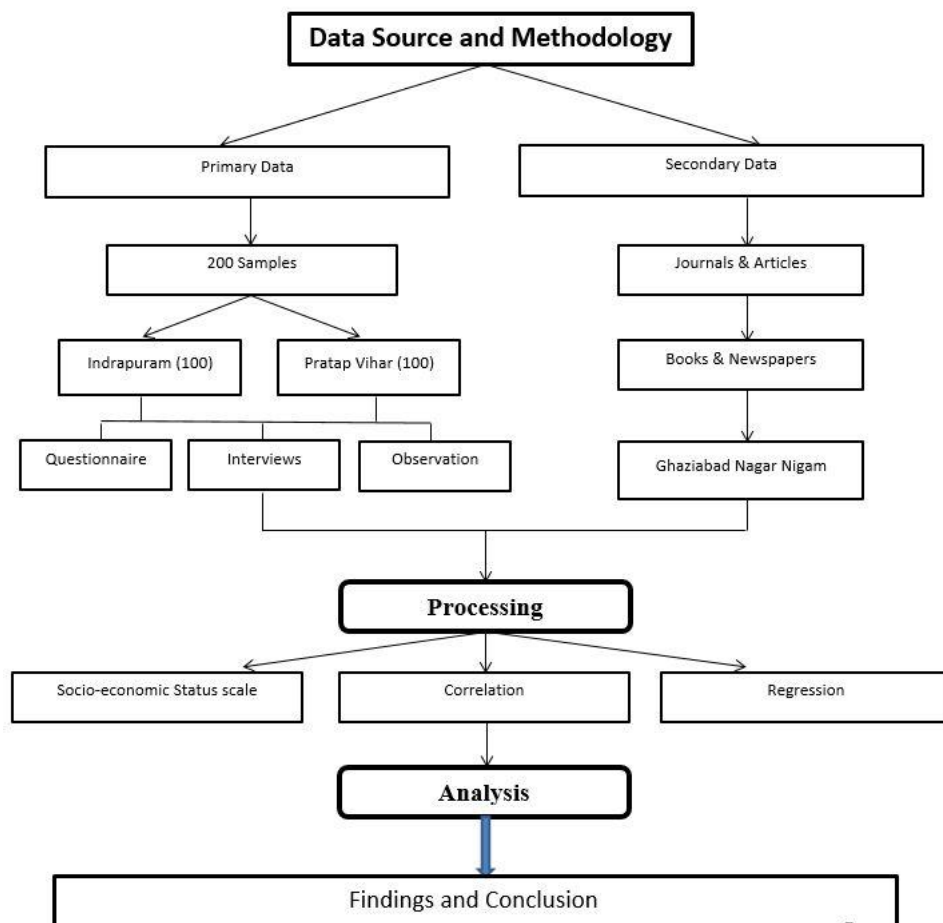 Data Source and Methodology
Primary Data
Secondary Data
200 Samples
Journals & Articles
Indrapuram (100)
Pratap Vihar (100)
Books & Newspapers
Questionnaire
Interviews
Observation
Ghaziabad Nagar Nigam
Processing
Socio-economic Status scale
Correlation
Regression
Analysis
Findings and Conclusion